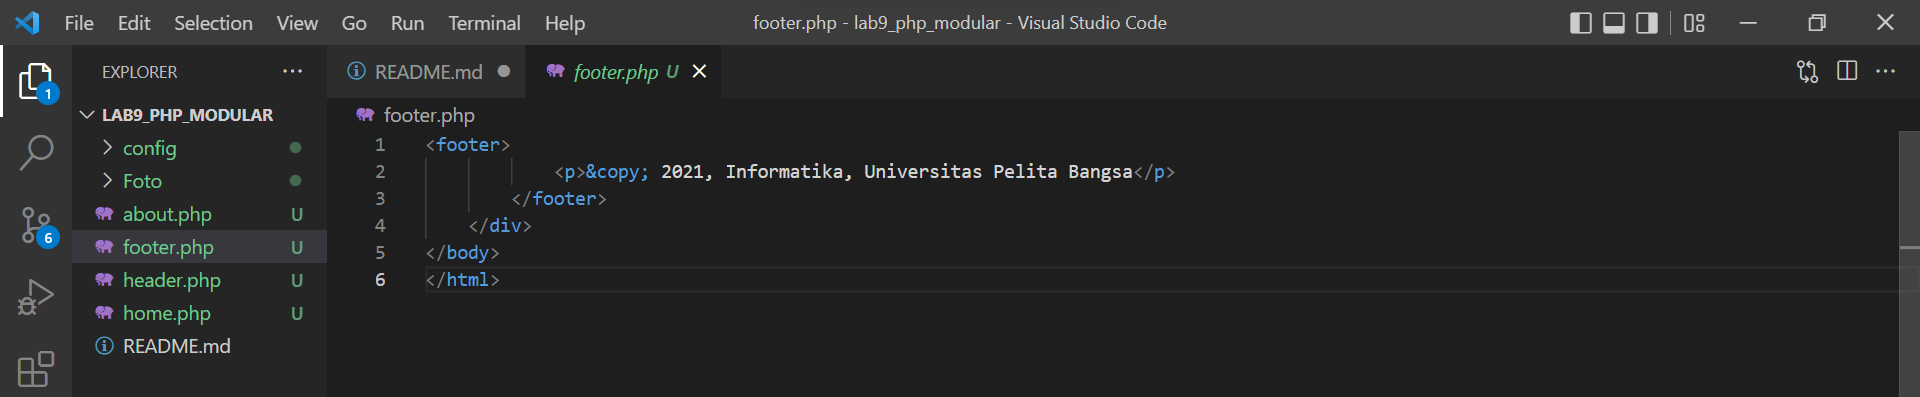 File Edit Selection View Go Run Terminal Help footer.php - lab9_php_modular - Visual Studio Code
EXPLORER ···
1
LAB9_PHP_MODULAR
config
Foto
about.php U
6
footer.php U
header.php U
home.php U
README.md
README.md footer.php U
footer.php
1 <footer>
2 <p>&copy; 2021, Informatika, Universitas Pelita Bangsa</p>
3 </footer>
4 </div>
5 </body>
6 </html>